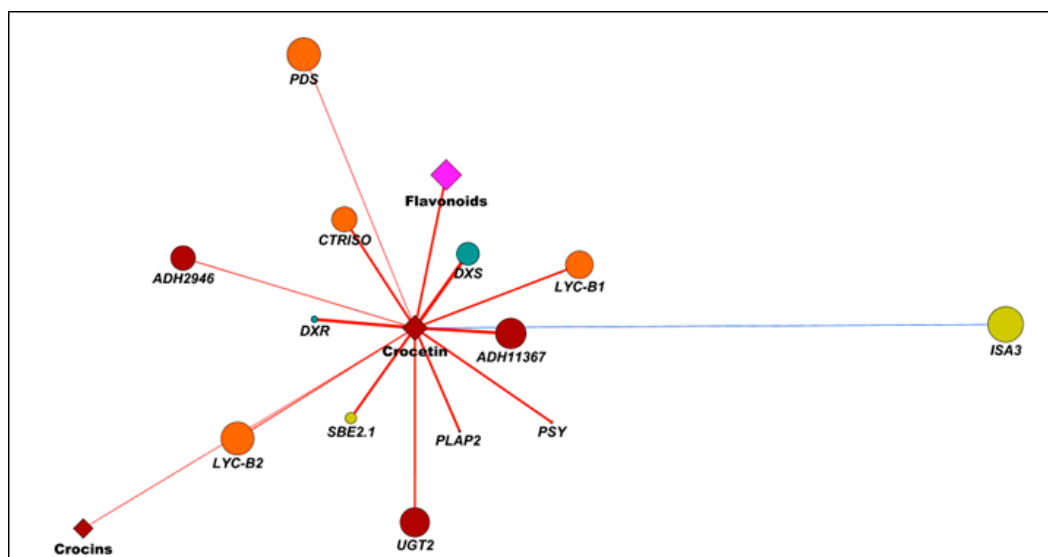 PDS
Flavonoids
CTRISO
DXS
ADH2946
LYC-B1
DXR
Crocetin
ADH11367
ISA3
SBE2.1
PLAP2
PSY
LYC-B2
Crocins
UGT2